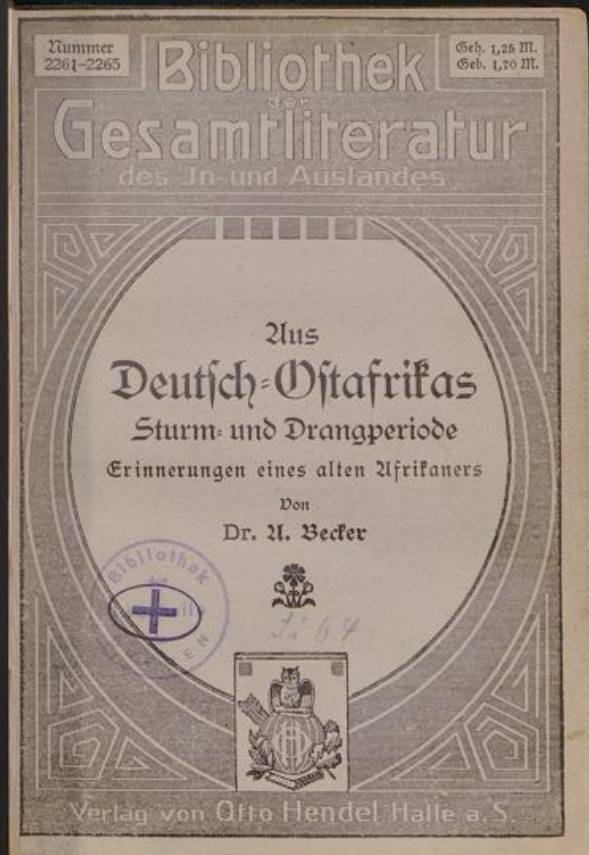 Nummer
2261–2265
Geh. 1,25 M.
Geb. 1,70 M.
Bibliothek
der
Gesamtliteratur
des In- und Auslandes
Aus
Deutsch-Ostafrikas
Sturm- und Drangperiode
Erinnerungen eines alten Afrikaners
Von
Dr. A. Becker
Bibliothek
Verlag von Otto Hendel Halle a. S.